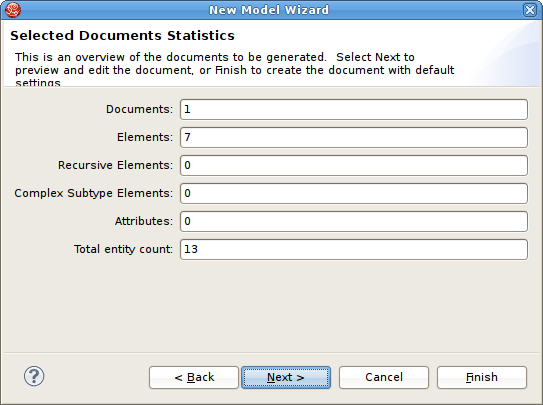 New Model Wizard
Selected Documents Statistics
This is an overview of the documents to be generated.  Select Next to
preview and edit the document, or Finish to create the document with default
settings
Documents: 1
Elements: 7
Recursive Elements: 0
Complex Subtype Elements: 0
Attributes: 0
Total entity count: 13
? < Back Next > Cancel Finish